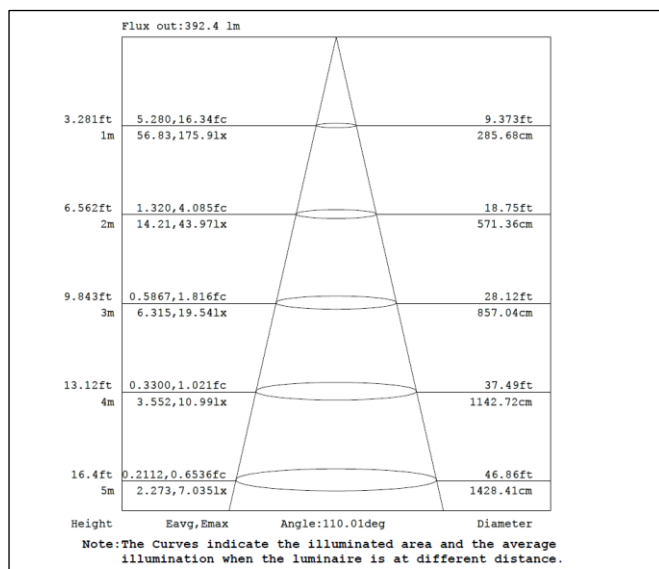 Flux out:392.4 lm
3.281ft 5.280,16.34fc 9.373ft
1m 56.83,175.9lx 285.68cm
6.562ft 1.320,4.085fc 18.75ft
2m 14.21,43.97lx 571.36cm
9.843ft 0.5867,1.816fc 28.12ft
3m 6.315,19.54lx 857.04cm
13.12ft 0.3300,1.021fc 37.49ft
4m 3.552,10.99lx 1142.72cm
16.4ft 0.2112,0.6536fc 46.86ft
5m 2.273,7.035lx 1428.41cm
Height Eavg,Emax Angle:110.01deg Diameter
Note:The Curves indicate the illuminated area and the average
illumination when the luminaire is at different distance.